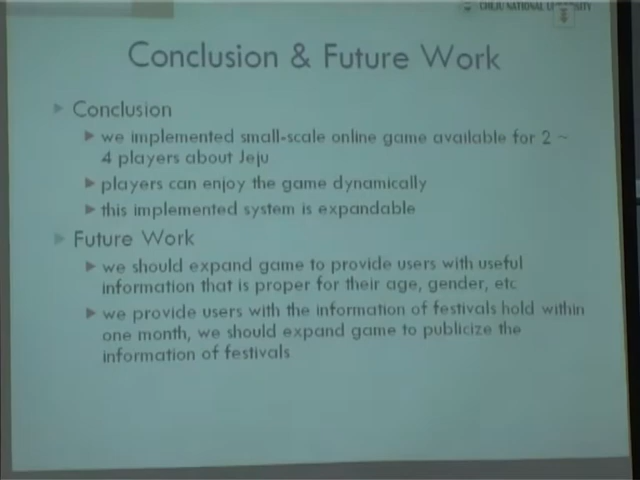 CHEJU NATIONAL
Conclusion & Future Work
Conclusion
we implemented small-scale online game available for 2 ~
4 players about Jeju
players can enjoy the game dynamically
this implemented system is expandable
Future Work
we should expand game to provide users with useful
information that is proper for their age, gender, etc
we provide users with the information of festivals hold within
one month, we should expand game to publicize the
information of festivals